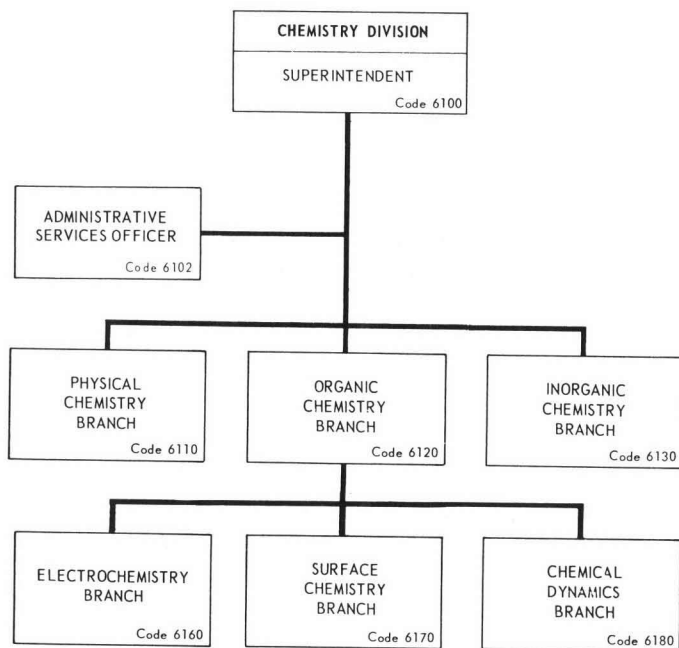 CHEMISTRY DIVISION
SUPERINTENDENT
Code 6100
ADMINISTRATIVE
SERVICES OFFICER
Code 6102
PHYSICAL
CHEMISTRY
BRANCH
Code 6110
ORGANIC
CHEMISTRY
BRANCH
Code 6120
INORGANIC
CHEMISTRY
BRANCH
Code 6130
ELECTROCHEMISTRY
BRANCH
Code 6160
SURFACE
CHEMISTRY
BRANCH
Code 6170
CHEMICAL
DYNAMICS
BRANCH
Code 6180